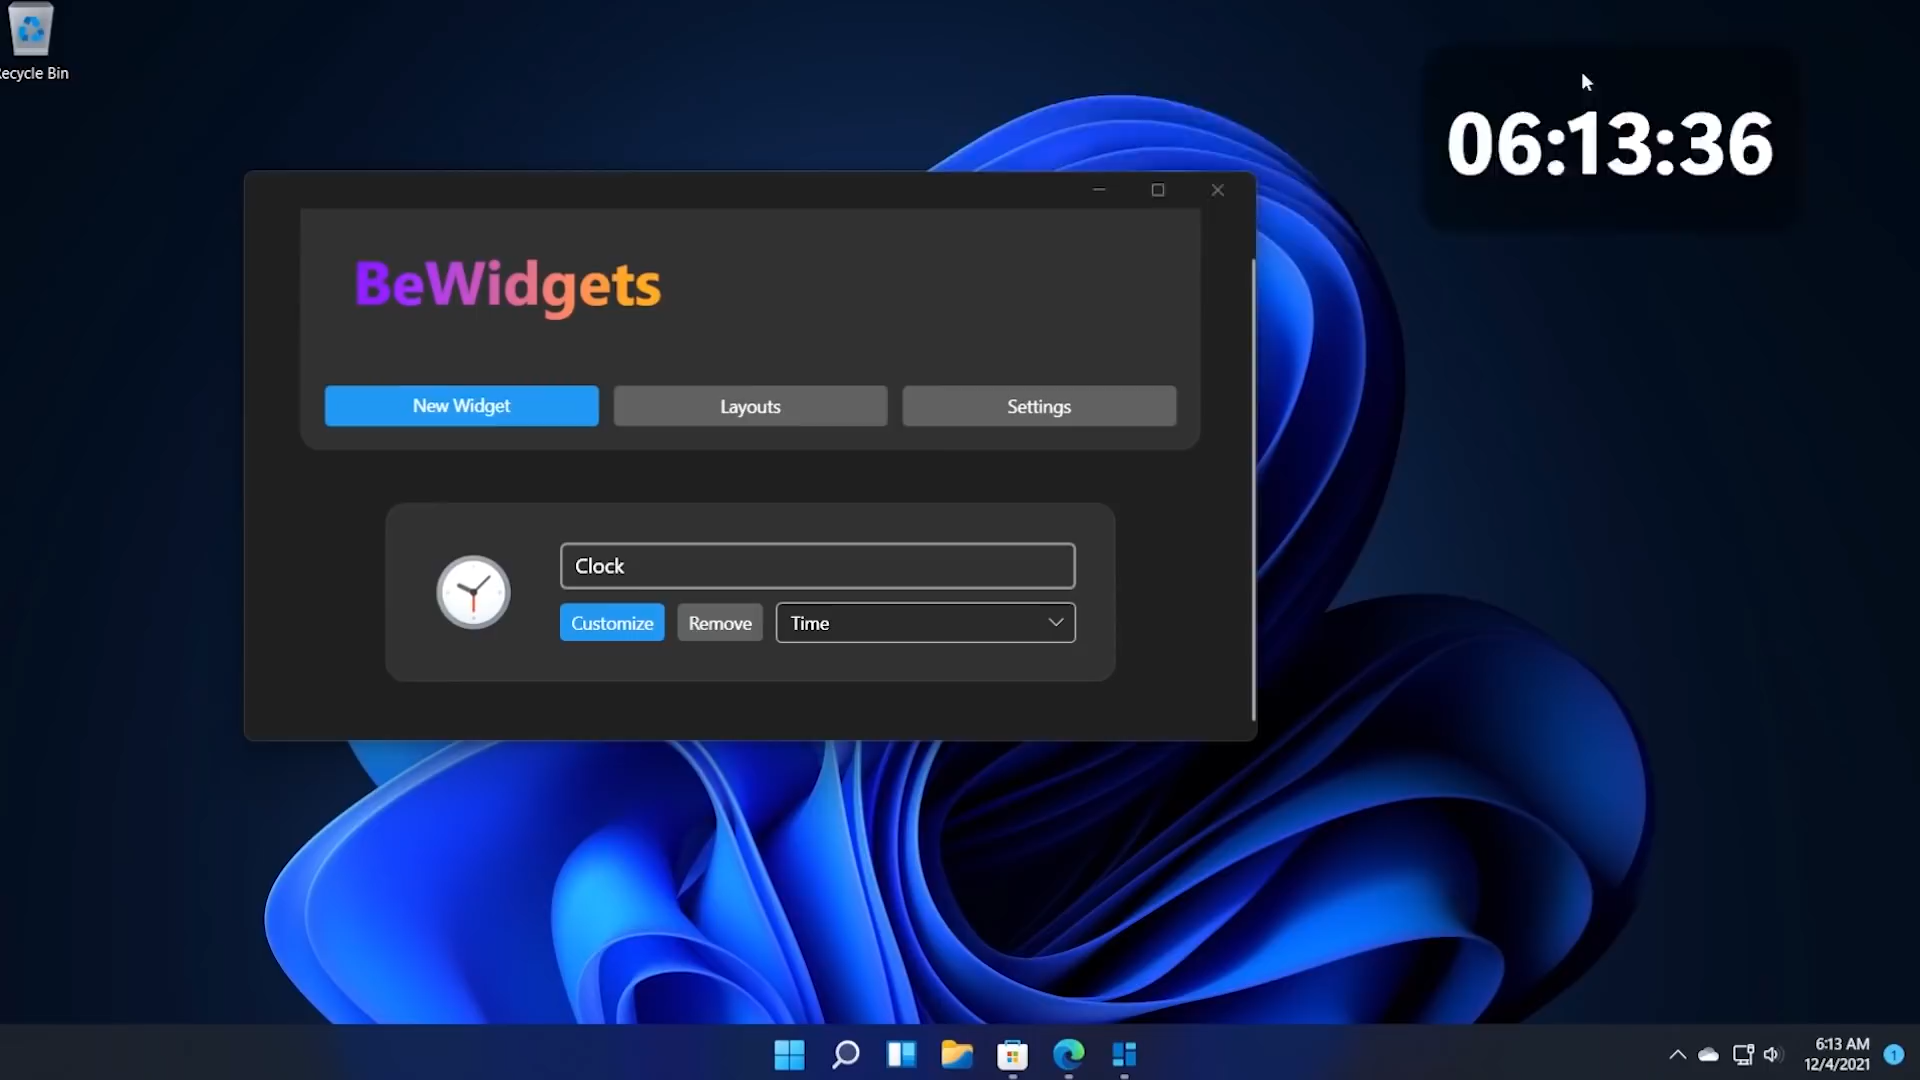 Recycle Bin
06:13:36
BeWidgets
New Widget
Layouts
Settings
Clock
Customize
Remove
Time
6:13 AM
12/4/2021
1